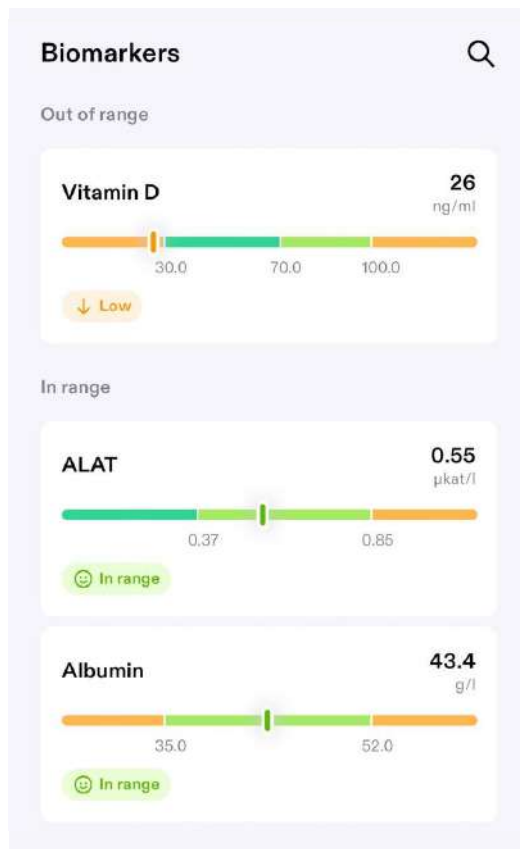 Biomarkers
Out of range
Vitamin D
26
ng/ml
30.0 70.0 100.0
↓ Low
In range
ALAT
0.55
µkat/l
0.37 0.85
In range
Albumin
43.4
g/l
35.0 52.0
In range